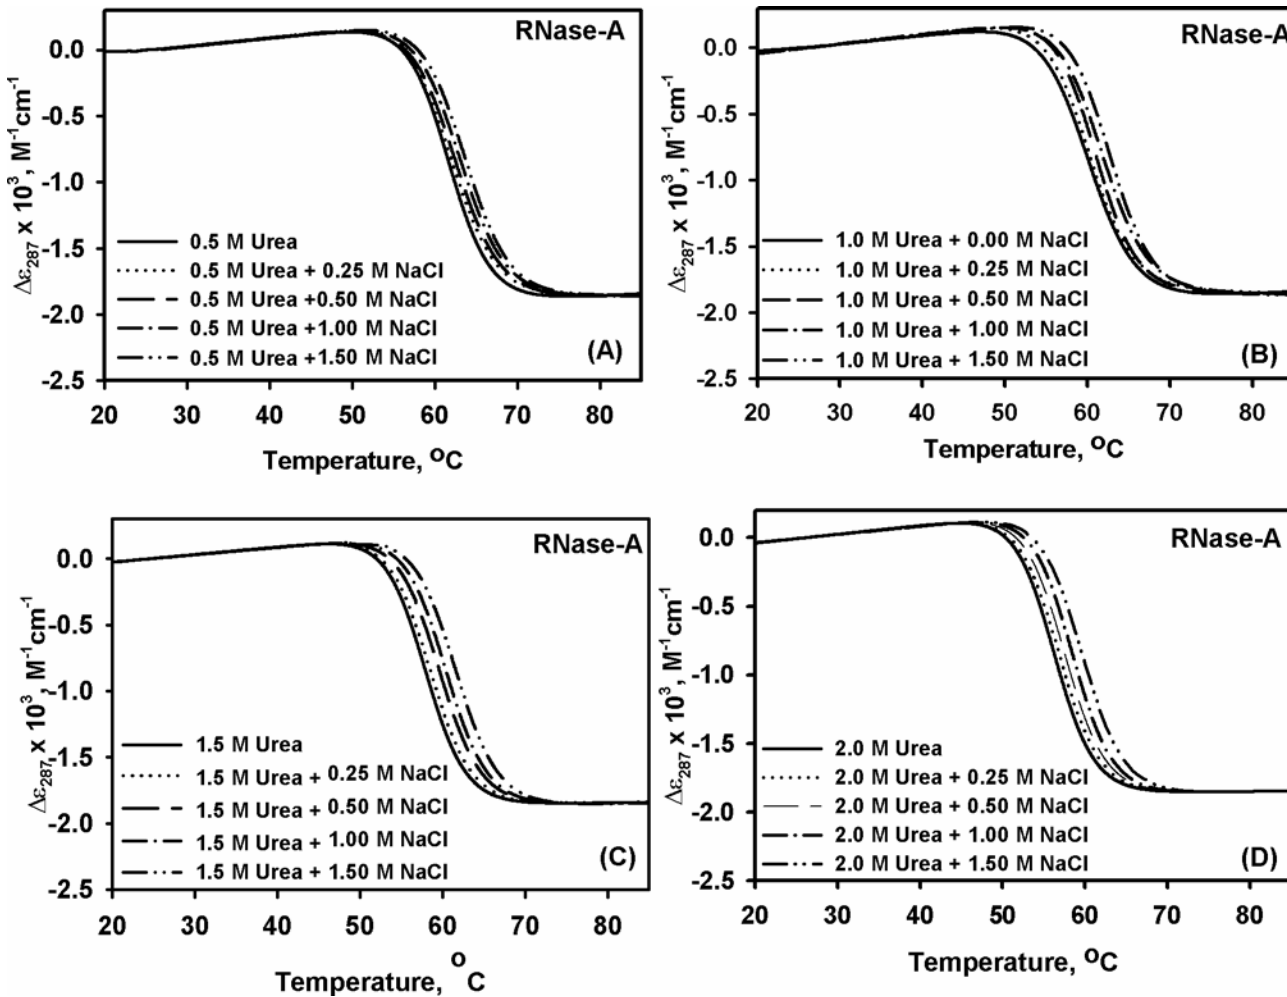 RNase-A
0.0
-0.5
-1.0
-1.5
-2.0
-2.5
Δε287 x 10³, M⁻¹cm⁻¹
0.5 M Urea
0.5 M Urea + 0.25 M NaCl
0.5 M Urea +0.50 M NaCl
0.5 M Urea +1.00 M NaCl
0.5 M Urea +1.50 M NaCl
(A)
20 30 40 50 60 70 80
Temperature, °C
RNase-A
0.0
-0.5
-1.0
-1.5
-2.0
-2.5
Δε287 x 10³, M⁻¹cm⁻¹
1.0 M Urea + 0.00 M NaCl
1.0 M Urea + 0.25 M NaCl
1.0 M Urea + 0.50 M NaCl
1.0 M Urea + 1.00 M NaCl
1.0 M Urea + 1.50 M NaCl
(B)
20 30 40 50 60 70 80
Temperature, °C
RNase-A
0.0
-0.5
-1.0
-1.5
-2.0
-2.5
Δε287, x 10³, M⁻¹cm⁻¹
1.5 M Urea
1.5 M Urea + 0.25 M NaCl
1.5 M Urea + 0.50 M NaCl
1.5 M Urea + 1.00 M NaCl
1.5 M Urea + 1.50 M NaCl
(C)
20 30 40 50 60 70 80
Temperature, °C
RNase-A
0.0
-0.5
-1.0
-1.5
-2.0
-2.5
Δε287 x 10³, M⁻¹cm⁻¹
2.0 M Urea
2.0 M Urea + 0.25 M NaCl
2.0 M Urea + 0.50 M NaCl
2.0 M Urea + 1.00 M NaCl
2.0 M Urea + 1.50 M NaCl
(D)
20 30 40 50 60 70 80
Temperature, °C